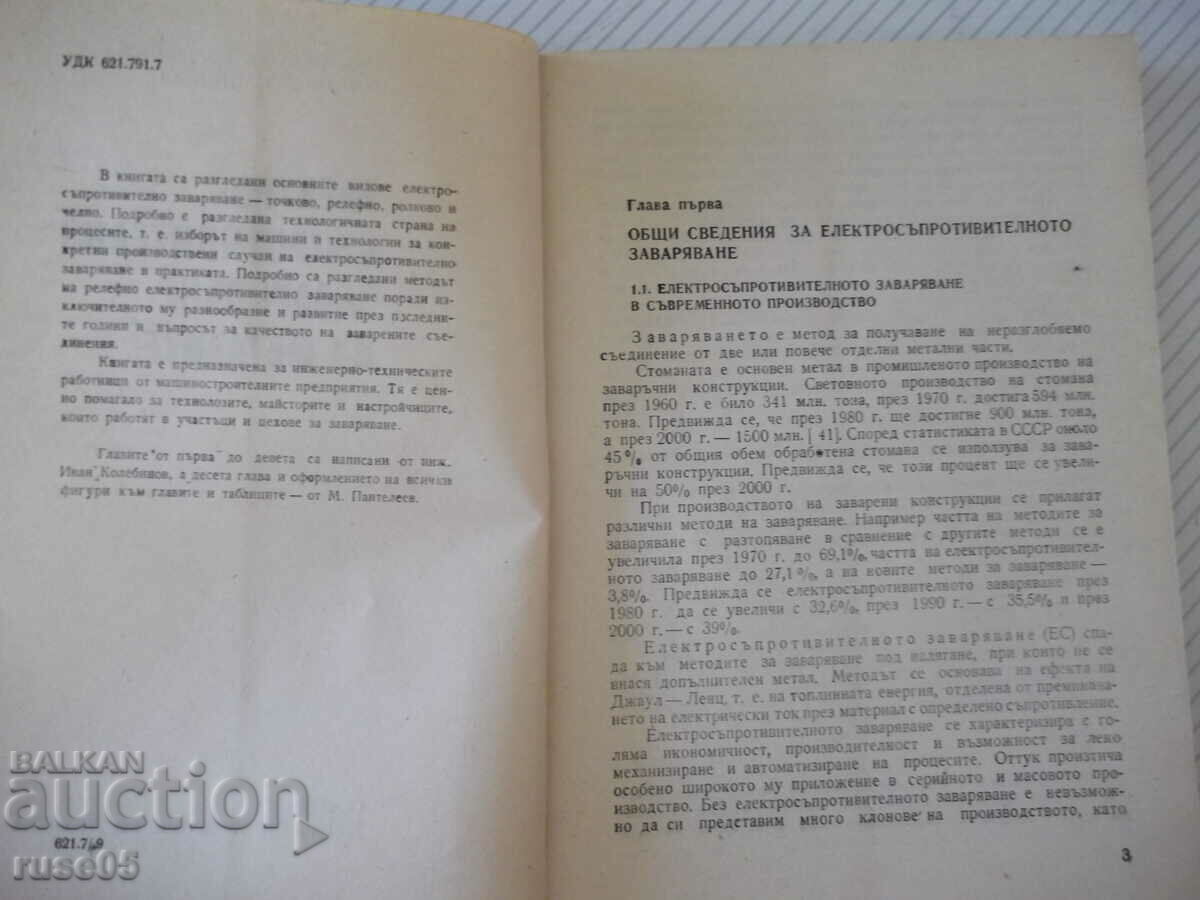 УДК 621.791.7
В книгата са разгледани основните видове електро-
съпротивително заваряване — точково, релефно, ролково и
челно. Подробно е разгледана технологичната страна на
процесите, т. е. изборът на машини и технологии за кон-
кретни производствени случаи на електросъпротивително
заваряване в практиката. Подробно са разгледани методът
на релефно електросъпротивително заваряване поради из-
ключителното му разнообразие и развитие през последни-
те години и въпросът за качеството на заварените съе-
динения.
Книгата е предназначена за инженерно-техническите
работници от машиностроителните предприятия. Тя е цен-
но помагало за технолозите, майсторите и настройчиците,
които работят в участъци и цехове за заваряване.
Главите от първа до девета са написани от инж.
Иван Колебинов, а десета глава и оформлението на всички
фигури към главите и таблиците — от М. Пантелеев.
621.7/.9
Глава първа
ОБЩИ СВЕДЕНИЯ ЗА ЕЛЕКТРОСЪПРОТИВИТЕЛНОТО
ЗАВАРЯВАНЕ
1.1. ЕЛЕКТРОСЪПРОТИВИТЕЛНОТО ЗАВАРЯВАНЕ
В СЪВРЕМЕННОТО ПРОИЗВОДСТВО
Заваряването е метод за получаване на неразглобяемо
съединение от две или повече отделни метални части.
Стоманата е основен метал в промишленото производство на
заваръчни конструкции. Световното производство на стомана
през 1960 г. е било 341 млн. тона, през 1970 г. достига 594 млн.
тона. Предвижда се, че през 1980 г. ще достигне 900 млн. тона,
а през 2000 г. — 1500 млн. [41]. Според статистиката в СССР около
45% от общия обем обработена стомана се използува за зава-
ръчни конструкции. Предвижда се, че този процент ще се увели-
чи на 50% през 2000 г.
При производството на заварени конструкции се прилагат
различни методи на заваряване. Например частта на методите за
заваряване с разтопяване в сравнение с другите методи се е
увеличила през 1970 г. до 69,1%, частта на електросъпротивител-
ното заваряване до 27,1%, а на новите методи за заваряване —
3,8%. Предвижда се електросъпротивителното заваряване през
1980 г. да се увеличи с 32,6%, през 1990 г. — с 35,5% и през
2000 г. — с 39%.
Електросъпротивителното заваряване (ЕС) спа-
да към методите за заваряване под налягане, при които не се
внася допълнителен метал. Методът се основава на ефекта на
Джаул — Ленц, т. е. на топлинната енергия, отделена от преминава-
нето на електрически ток през материал с определено съпротивление.
Електросъпротивителното заваряване се характеризира с го-
ляма икономичност, производителност и възможност за леко
механизиране и автоматизиране на процесите. Оттук произтича
особено широкото му приложение в серийното и масовото про-
изводство. Без електросъпротивителното заваряване е невъзмож-
но да си представим много клонове на производството, като
3
BALKAN
auction
ruse05